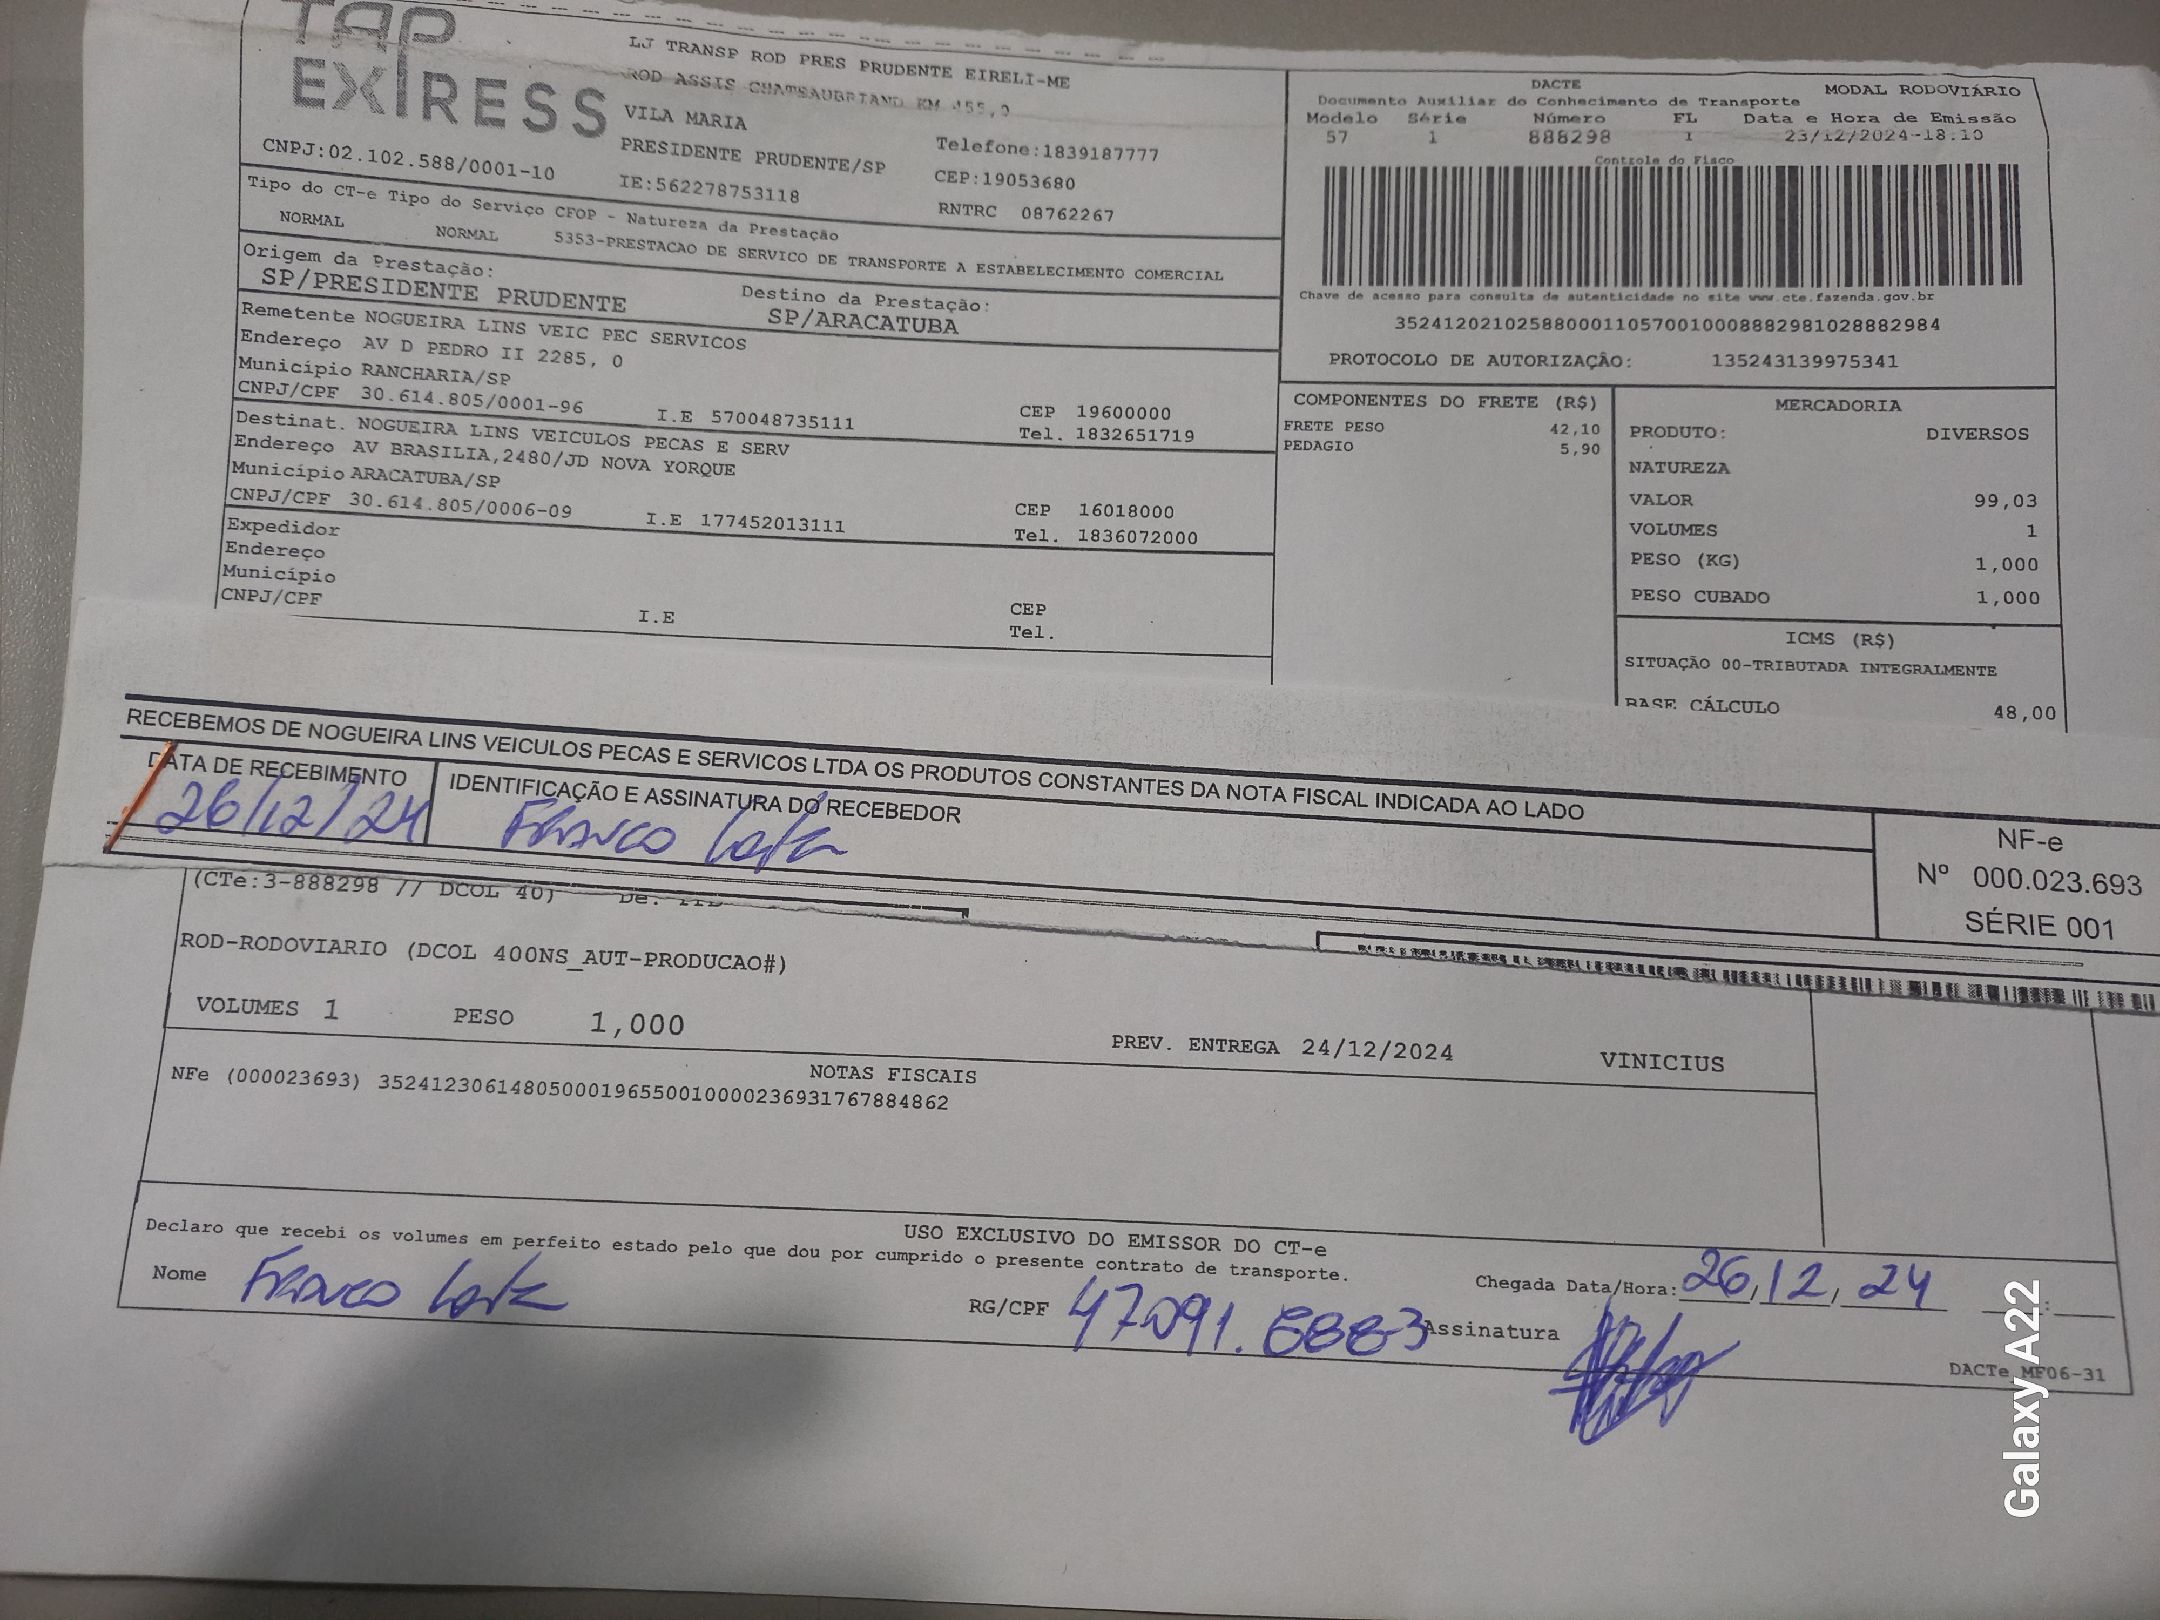 TAP
EXPRESS
LJ TRANSP ROD PRES PRUDENTE EIRELI-ME
ROD ASSIS CHATEAUBRIAND KM 455,0
VILA MARIA
PRESIDENTE PRUDENTE/SP Telefone:1839187777
CNPJ:02.102.588/0001-10 IE:562278753118 CEP:19053680
RNTRC 08762267
Tipo do CT-e Tipo do Serviço CFOP - Natureza da Prestação
NORMAL NORMAL 5353-PRESTACAO DE SERVICO DE TRANSPORTE A ESTABELECIMENTO COMERCIAL
Origem da Prestação: Destino da Prestação:
SP/PRESIDENTE PRUDENTE SP/ARACATUBA
Remetente NOGUEIRA LINS VEIC PEC SERVICOS
Endereço AV D PEDRO II 2285, 0
Município RANCHARIA/SP CEP 19600000
CNPJ/CPF 30.614.805/0001-96 I.E 570048735111 Tel. 1832651719
Destinat. NOGUEIRA LINS VEICULOS PECAS E SERV
Endereço AV BRASILIA,2480/JD NOVA YORQUE
Município ARACATUBA/SP CEP 16018000
CNPJ/CPF 30.614.805/0006-09 I.E 177452013111 Tel. 1836072000
Expedidor
Endereço
Município CEP
CNPJ/CPF I.E Tel.
DACTE MODAL RODOVIÁRIO
Documento Auxiliar do Conhecimento de Transporte
Modelo Série Número FL Data e Hora de Emissão
57 1 888298 1 23/12/2024-18:10
Controle do Fisco
Chave de acesso para consulta de autenticidade no site www.cte.fazenda.gov.br
35241202102588000110570010008882981028882984
PROTOCOLO DE AUTORIZAÇÃO: 135243139975341
COMPONENTES DO FRETE (R$)
FRETE PESO 42,10
PEDAGIO 5,90
MERCADORIA
PRODUTO: DIVERSOS
NATUREZA
VALOR 99,03
VOLUMES 1
PESO (KG) 1,000
PESO CUBADO 1,000
ICMS (R$)
SITUAÇÃO 00-TRIBUTADA INTEGRALMENTE
BASE CÁLCULO 48,00
RECEBEMOS DE NOGUEIRA LINS VEICULOS PECAS E SERVICOS LTDA OS PRODUTOS CONSTANTES DA NOTA FISCAL INDICADA AO LADO
DATA DE RECEBIMENTO IDENTIFICAÇÃO E ASSINATURA DO RECEBEDOR
26/12/24 Franco
NF-e
Nº 000.023.693
SÉRIE 001
(CTe:3-888298 // DCOL 40) De:
ROD-RODOVIARIO (DCOL 400NS_AUT-PRODUCAO#)
VOLUMES 1 PESO 1,000 PREV. ENTREGA 24/12/2024 VINICIUS
NOTAS FISCAIS
NFe (000023693) 35241230614805000196550010000236931767884862
USO EXCLUSIVO DO EMISSOR DO CT-e
Declaro que recebi os volumes em perfeito estado pelo que dou por cumprido o presente contrato de transporte.
Nome Franco RG/CPF Chegada Data/Hora: 26,12,24 :
Assinatura
DACTe MF06-31
Galaxy A22